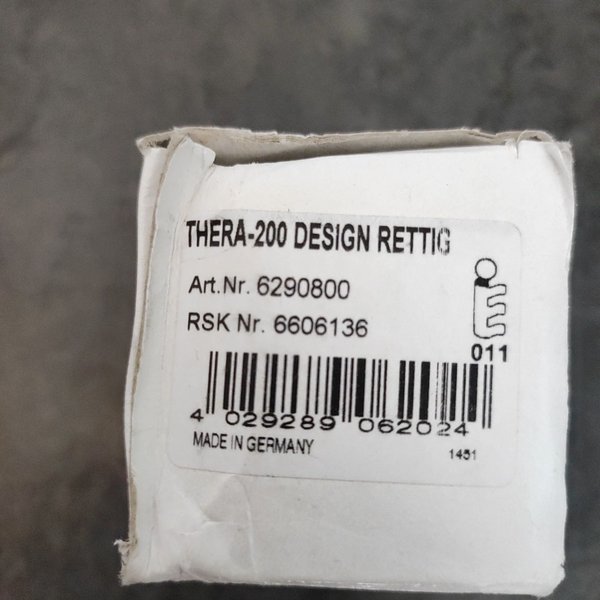 THERA-200 DESIGN RETTIG
Art.Nr. 6290800
RSK Nr. 6606136
011
4 029289 062024
MADE IN GERMANY
1451